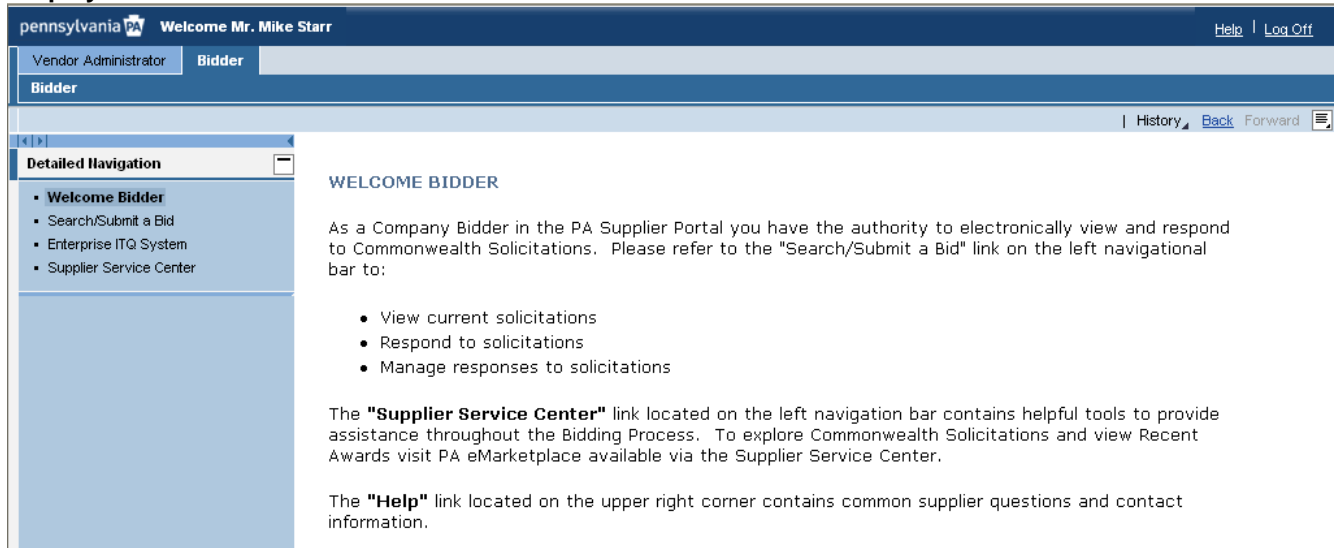 pennsylvania PA Welcome Mr. Mike Starr Help | Log Off
Vendor Administrator Bidder
Bidder
| History Back Forward
Detailed Navigation
WELCOME BIDDER
• Welcome Bidder
• Search/Submit a Bid
• Enterprise ITQ System
• Supplier Service Center
As a Company Bidder in the PA Supplier Portal you have the authority to electronically view and respond
to Commonwealth Solicitations. Please refer to the "Search/Submit a Bid" link on the left navigational
bar to:
• View current solicitations
• Respond to solicitations
• Manage responses to solicitations
The "Supplier Service Center" link located on the left navigation bar contains helpful tools to provide
assistance throughout the Bidding Process. To explore Commonwealth Solicitations and view Recent
Awards visit PA eMarketplace available via the Supplier Service Center.
The "Help" link located on the upper right corner contains common supplier questions and contact
information.